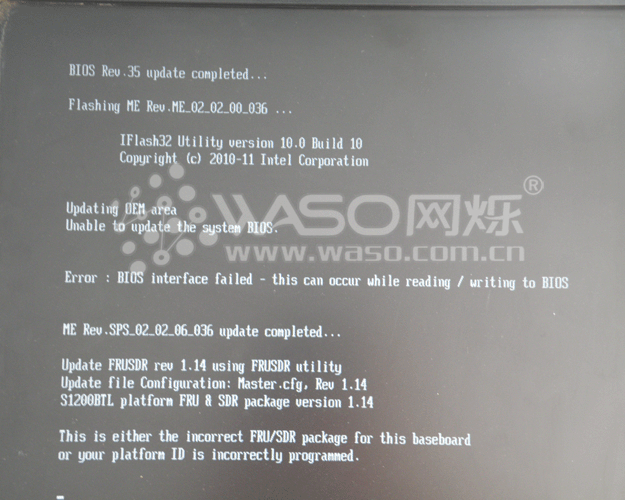 BIOS Rev.35 update completed...
Flashing ME Rev.ME_02_02_00_036 ...
IFlash32 Utility version 10.0 Build 10
Copyright (c) 2010-11 Intel Corporation
Updating OEM area
Unable to update the system BIOS.
WASO网烁®
www.waso.com.cn
Error : BIOS interface failed - this can occur while reading / writing to BIOS
ME Rev.SPS_02_02_06_036 update completed...
Update FRUSDR rev 1.14 using FRUSDR utility
Update file Configuration: Master.cfg, Rev 1.14
S1200BTL platform FRU & SDR package version 1.14
This is either the incorrect FRU/SDR package for this baseboard
or your platform ID is incorrectly programmed.